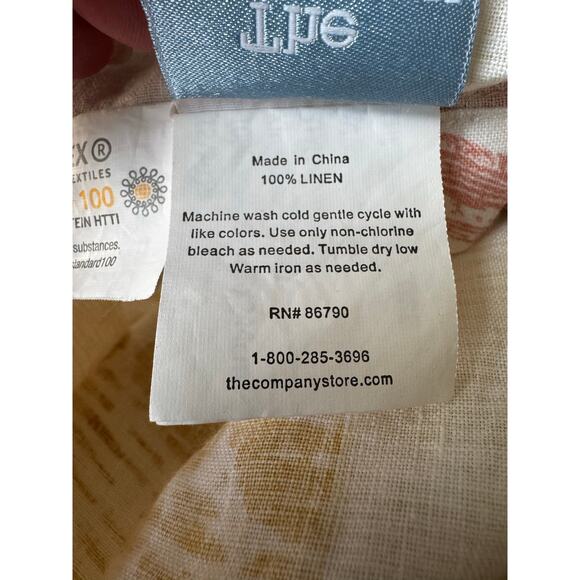 The
EX®
EXTILES
100
TEIN HTTI
substances.
standard100
Made in China
100% LINEN
Machine wash cold gentle cycle with
like colors. Use only non-chlorine
bleach as needed. Tumble dry low
Warm iron as needed.
RN# 86790
1-800-285-3696
thecompanystore.com